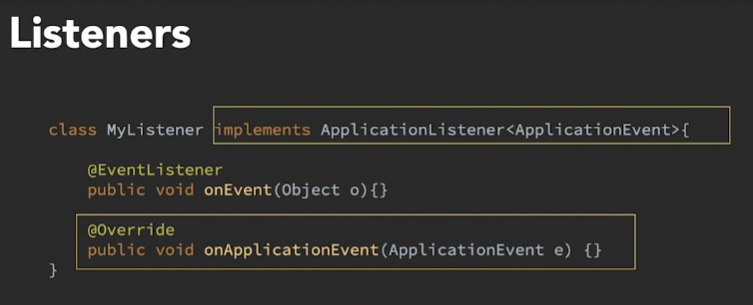 Listeners
class MyListener implements ApplicationListener<ApplicationEvent>{
@EventListener
public void onEvent(Object o){}
@Override
public void onApplicationEvent(ApplicationEvent e) {}
}